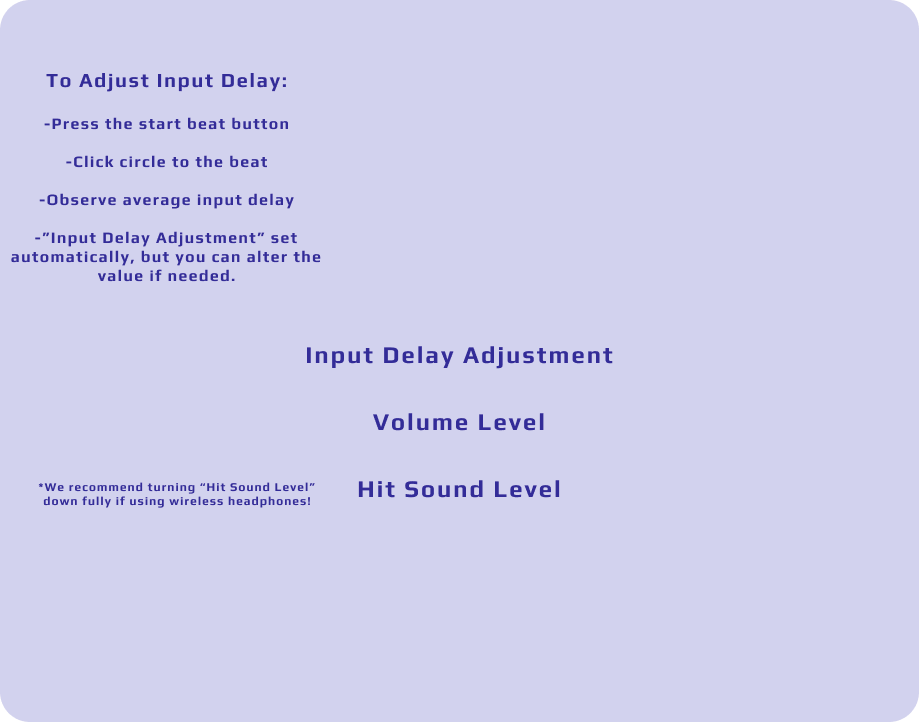 To Adjust Input Delay:
-Press the start beat button
-Click circle to the beat
-Observe average input delay
-”Input Delay Adjustment” set
automatically, but you can alter the
value if needed.
Input Delay Adjustment
Volume Level
*We recommend turning “Hit Sound Level”
down fully if using wireless headphones!
Hit Sound Level